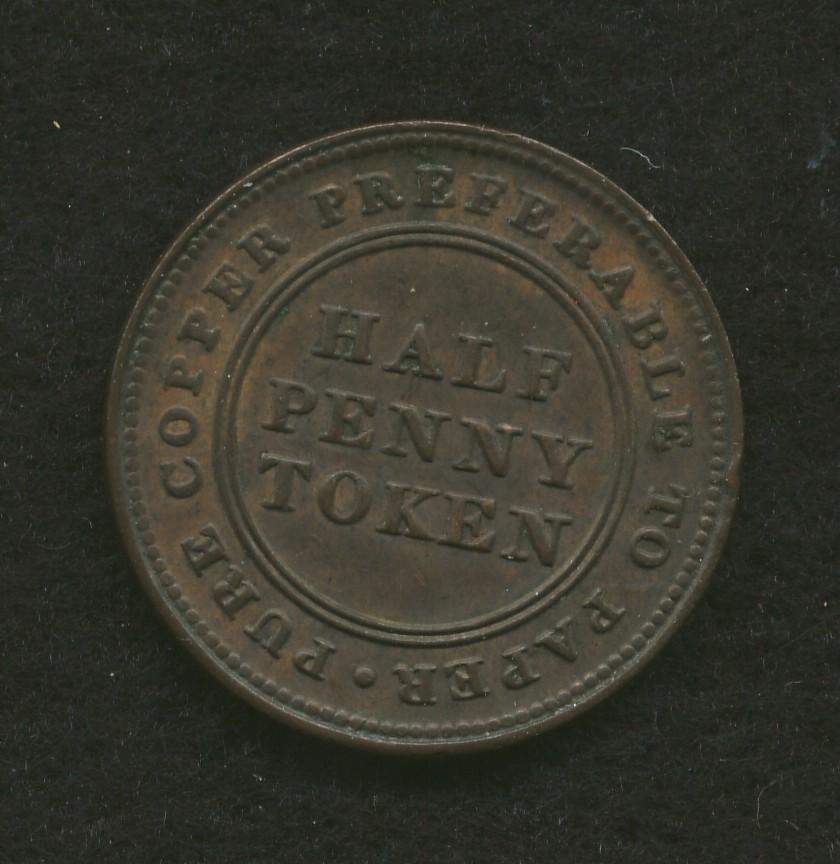 PURE COPPER PREFERABLE TO PAPER •
HALF
PENNY
TOKEN